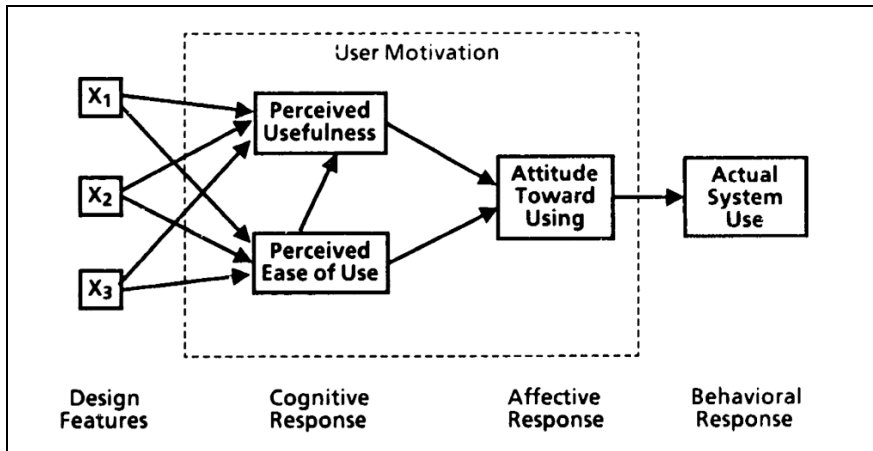 User Motivation
X1
X2
X3
Perceived
Usefulness
Perceived
Ease of Use
Attitude
Toward
Using
Actual
System
Use
Design
Features
Cognitive
Response
Affective
Response
Behavioral
Response